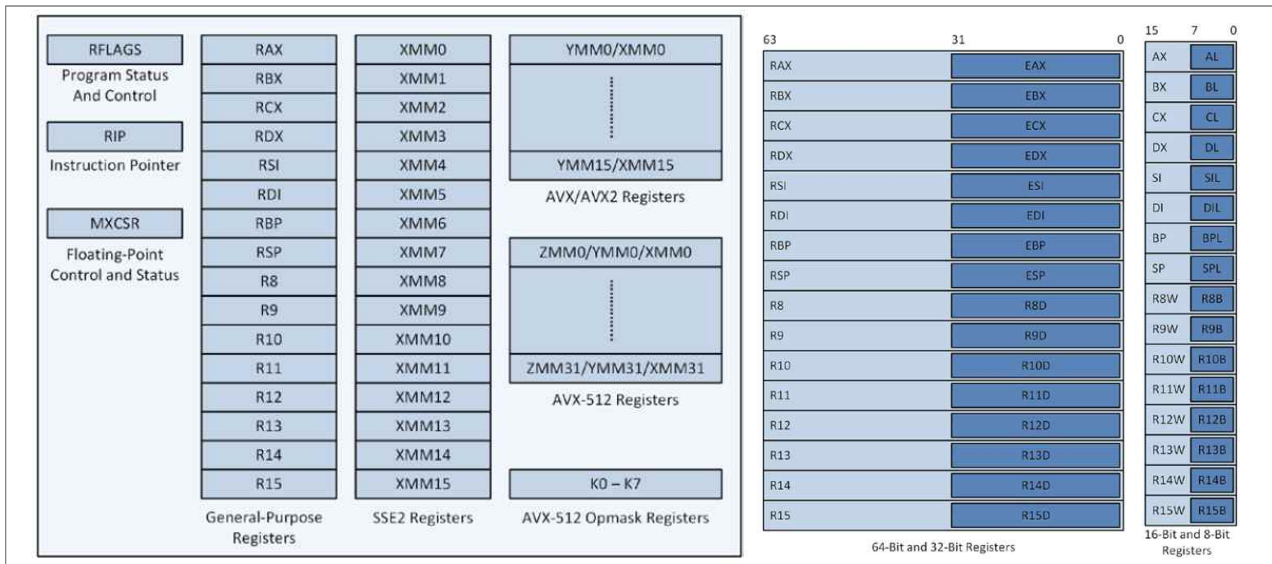 RFLAGS
Program Status
And Control
RIP
Instruction Pointer
MXCSR
Floating-Point
Control and Status
RAX
RBX
RCX
RDX
RSI
RDI
RBP
RSP
R8
R9
R10
R11
R12
R13
R14
R15
General-Purpose
Registers
XMM0
XMM1
XMM2
XMM3
XMM4
XMM5
XMM6
XMM7
XMM8
XMM9
XMM10
XMM11
XMM12
XMM13
XMM14
XMM15
SSE2 Registers
YMM0/XMM0
YMM15/XMM15
AVX/AVX2 Registers
ZMM0/YMM0/XMM0
ZMM31/YMM31/XMM31
AVX-512 Registers
K0 – K7
AVX-512 Opmask Registers
63 31 0
RAX EAX
RBX EBX
RCX ECX
RDX EDX
RSI ESI
RDI EDI
RBP EBP
RSP ESP
R8 R8D
R9 R9D
R10 R10D
R11 R11D
R12 R12D
R13 R13D
R14 R14D
R15 R15D
64-Bit and 32-Bit Registers
15 7 0
AX AL
BX BL
CX CL
DX DL
SI SIL
DI DIL
BP BPL
SP SPL
R8W R8B
R9W R9B
R10W R10B
R11W R11B
R12W R12B
R13W R13B
R14W R14B
R15W R15B
16-Bit and 8-Bit
Registers